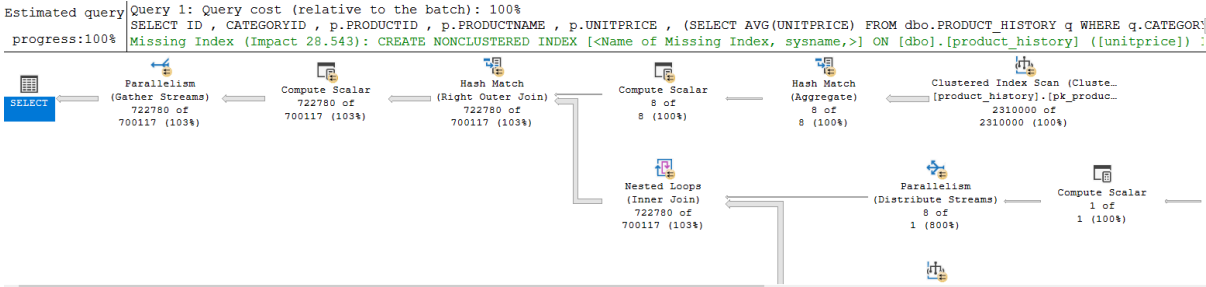 Estimated query progress:100%
Query 1: Query cost (relative to the batch): 100%
SELECT ID , CATEGORYID , p.PRODUCTID , p.PRODUCTNAME , p.UNITPRICE , (SELECT AVG(UNITPRICE) FROM dbo.PRODUCT_HISTORY q WHERE q.CATEGORY
Missing Index (Impact 28.543): CREATE NONCLUSTERED INDEX [<Name of Missing Index, sysname,>] ON [dbo].[product_history] ([unitprice])
SELECT
Parallelism
(Gather Streams)
722780 of
700117 (103%)
Compute Scalar
722780 of
700117 (103%)
Hash Match
(Right Outer Join)
722780 of
700117 (103%)
Compute Scalar
8 of
8 (100%)
Hash Match
(Aggregate)
8 of
8 (100%)
Clustered Index Scan (Cluste…
[product_history].[pk_produc…
2310000 of
2310000 (100%)
Nested Loops
(Inner Join)
722780 of
700117 (103%)
Parallelism
(Distribute Streams)
8 of
1 (800%)
Compute Scalar
1 of
1 (100%)